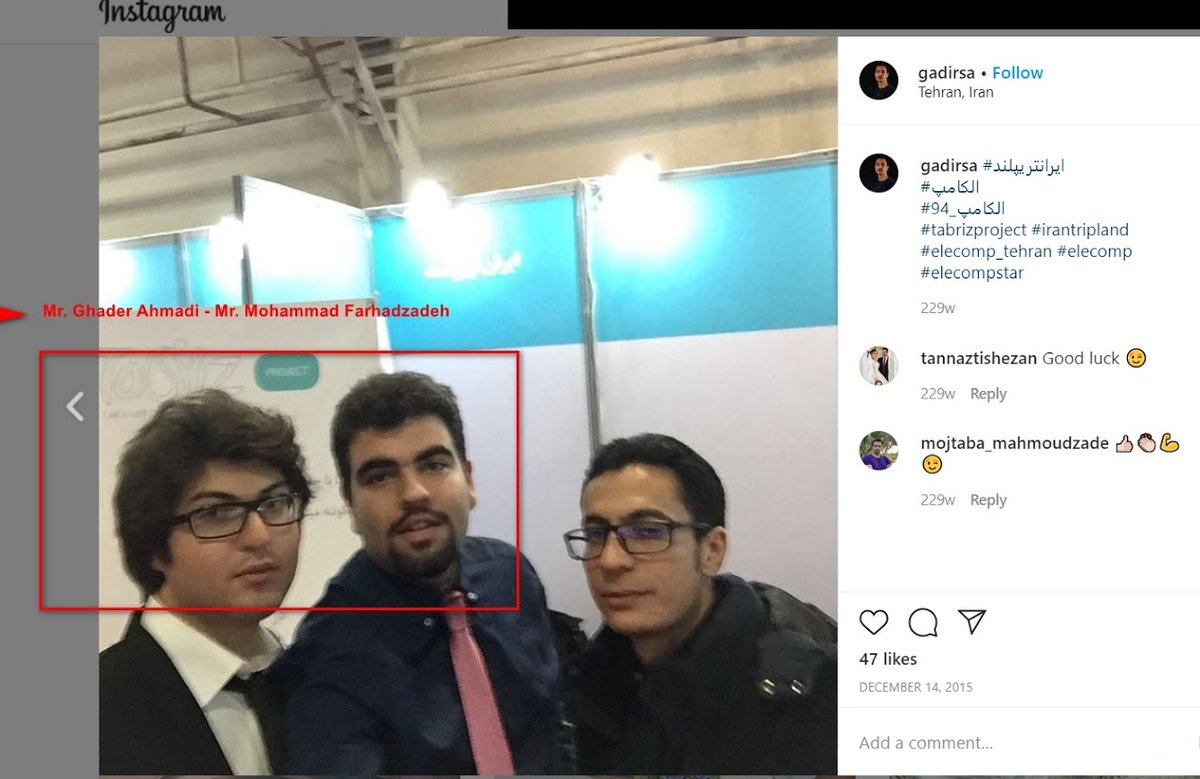 Instagram
gadirsa • Follow
Tehran, Iran
gadirsa #ایرانتریپلند
#الکامپ
#الکامپ_94
#tabrizproject #irantripland
#elecomp_tehran #elecomp
#elecompstar
229w
tannaztishezan Good luck 😉
229w Reply
mojtaba_mahmoudzade 👍🏻👏🏻💪
😉
229w Reply
47 likes
DECEMBER 14, 2015
Add a comment...
Mr. Ghader Ahmadi - Mr. Mohammad Farhadzadeh
PROJECT